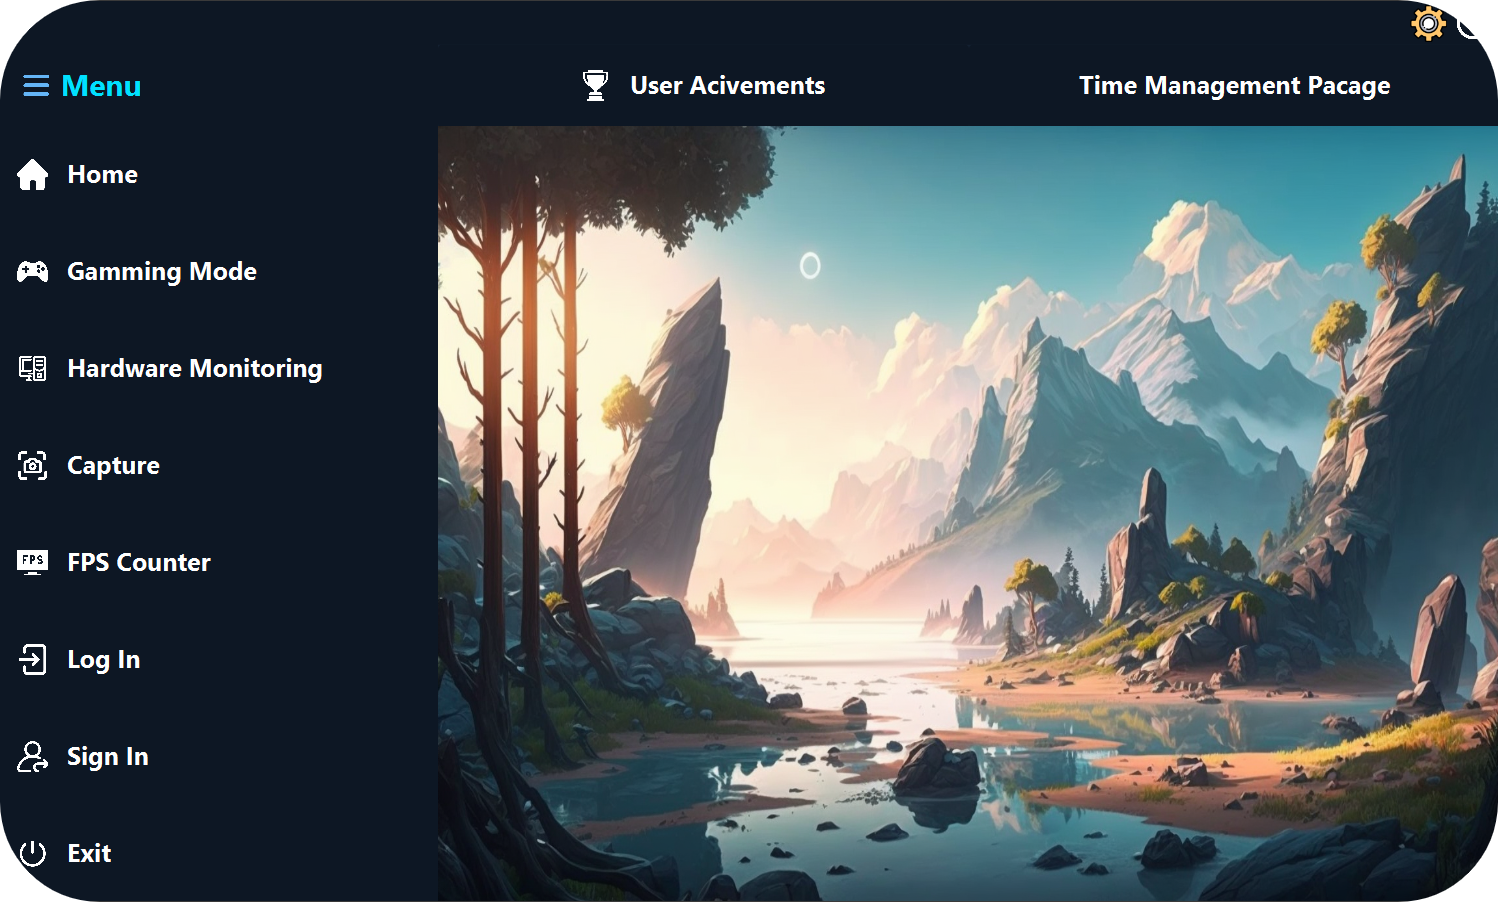 Menu
User Acivements
Time Management Pacage
Home
Gamming Mode
Hardware Monitoring
Capture
FPS
FPS Counter
Log In
Sign In
Exit